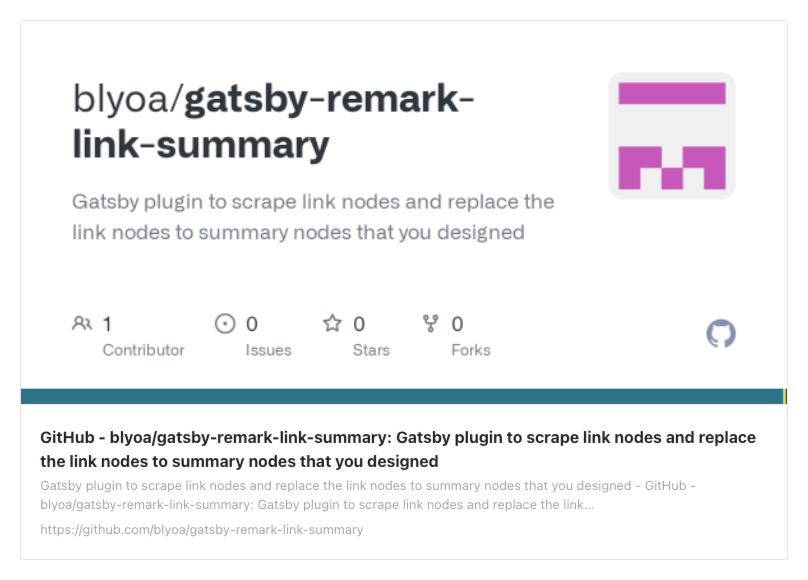 blyoa/gatsby-remark-
link-summary
Gatsby plugin to scrape link nodes and replace the
link nodes to summary nodes that you designed
1 0 0 0
Contributor Issues Stars Forks
GitHub - blyoa/gatsby-remark-link-summary: Gatsby plugin to scrape link nodes and replace
the link nodes to summary nodes that you designed
Gatsby plugin to scrape link nodes and replace the link nodes to summary nodes that you designed - GitHub -
blyoa/gatsby-remark-link-summary: Gatsby plugin to scrape link nodes and replace the link...
https://github.com/blyoa/gatsby-remark-link-summary